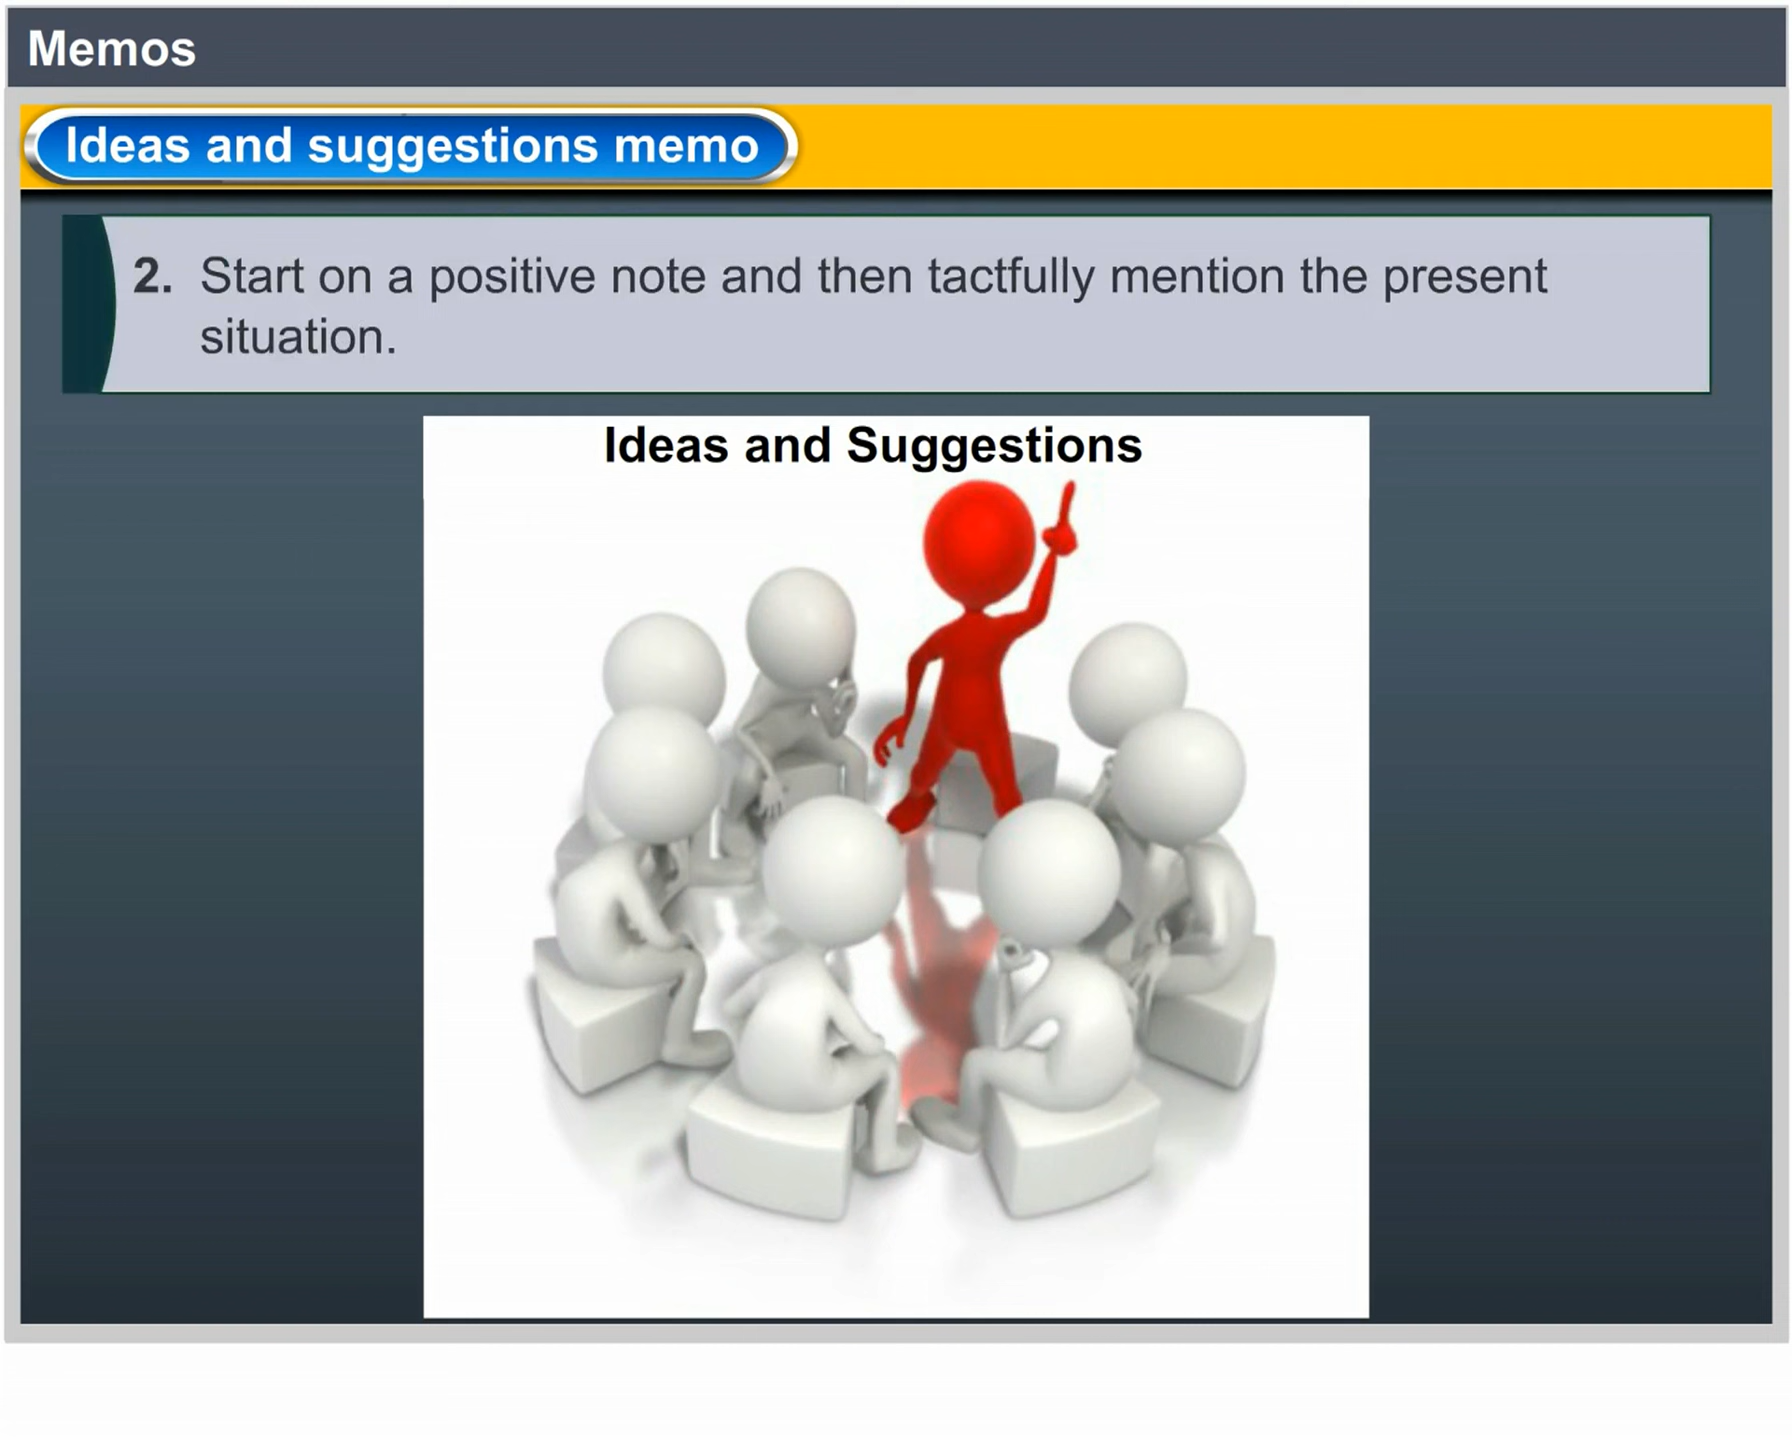 Memos
Ideas and suggestions memo
2. Start on a positive note and then tactfully mention the present
situation.
Ideas and Suggestions